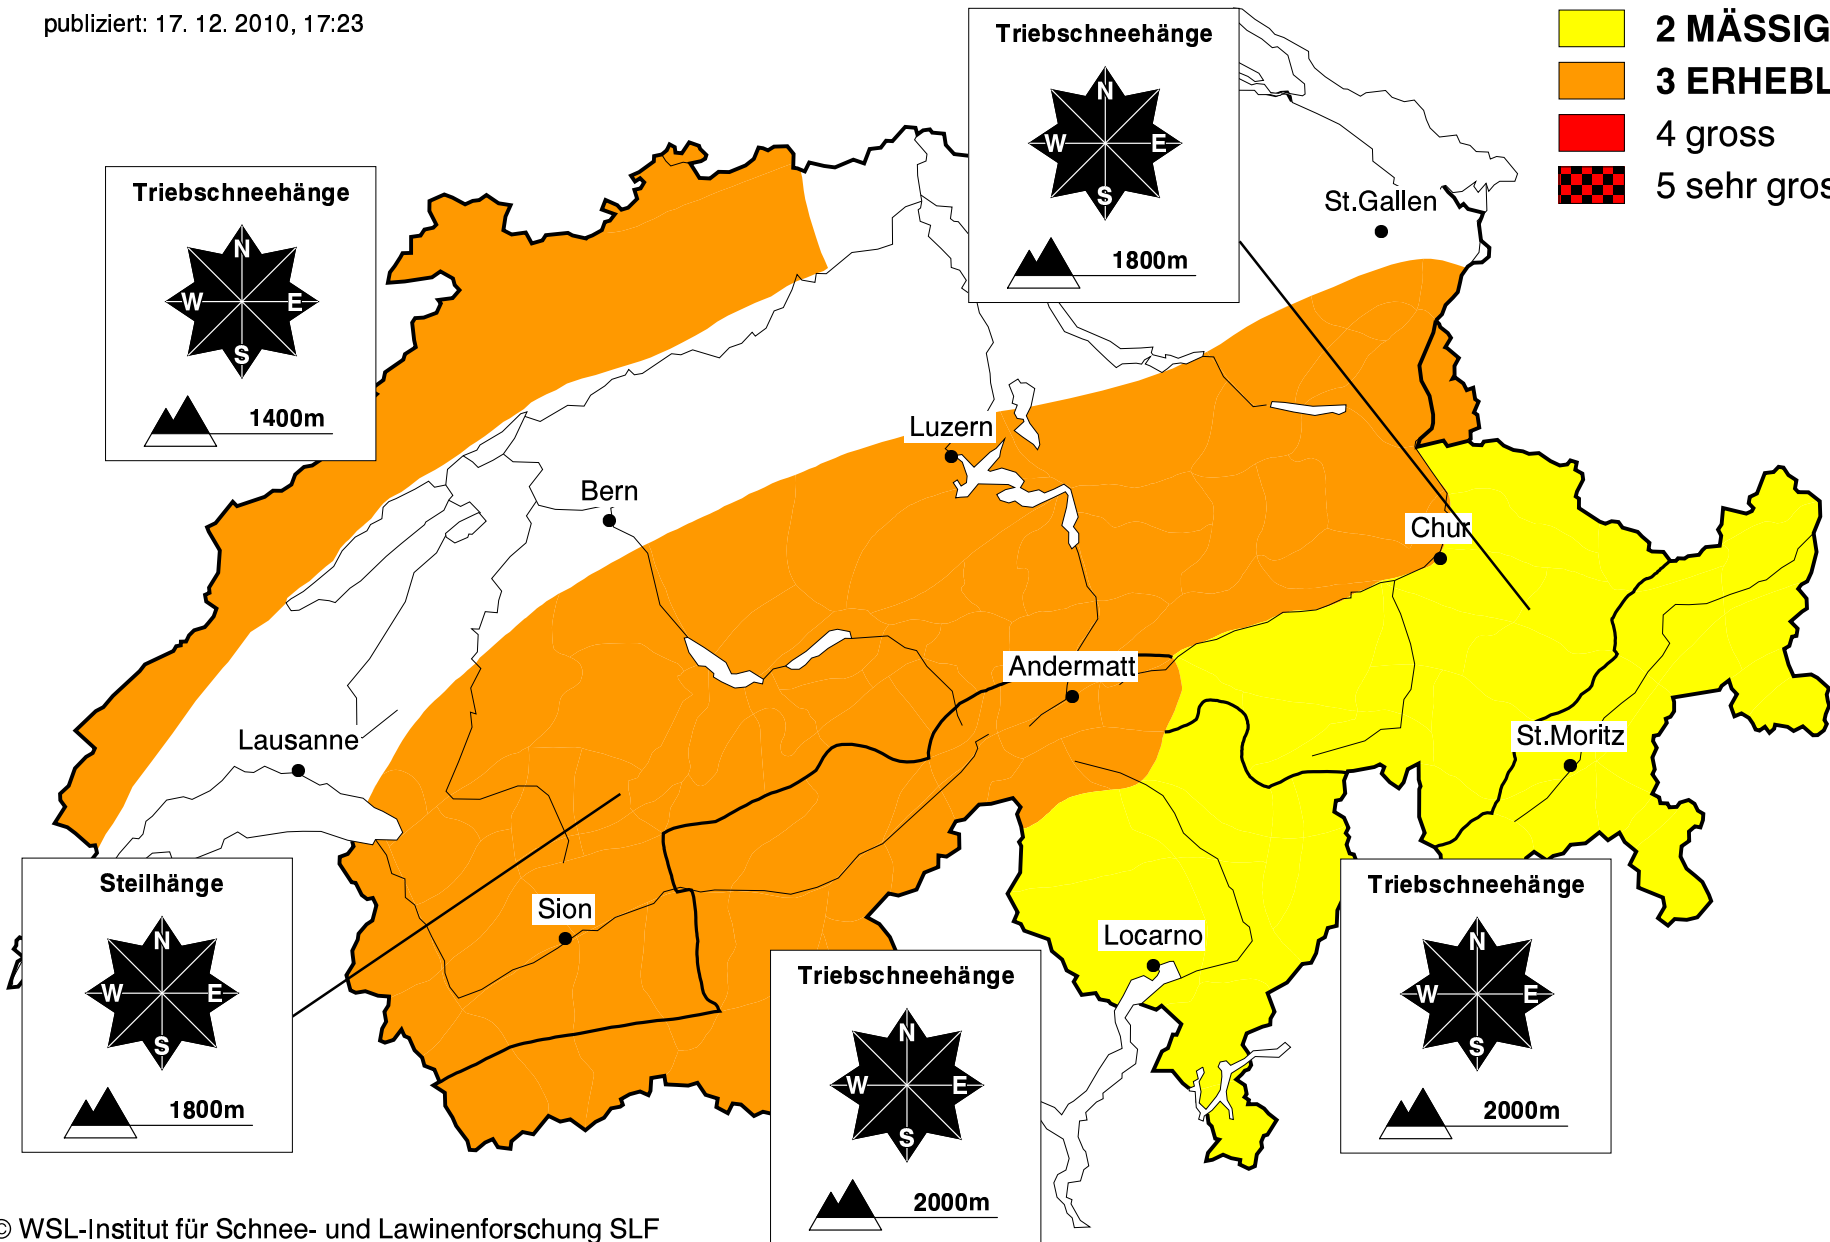 publiziert: 17. 12. 2010, 17:23
2 MÄSSIG
3 ERHEBL
4 gross
5 sehr gros
Triebschneehänge
N
W E
S
1800m
Triebschneehänge
N
W E
S
1400m
St.Gallen
Luzern
Bern
Chur
Andermatt
Lausanne
St.Moritz
Sion
Locarno
Steilhänge
N
W E
S
1800m
Triebschneehänge
N
W E
S
2000m
Triebschneehänge
N
W E
S
2000m
© WSL-Institut für Schnee- und Lawinenforschung SLF